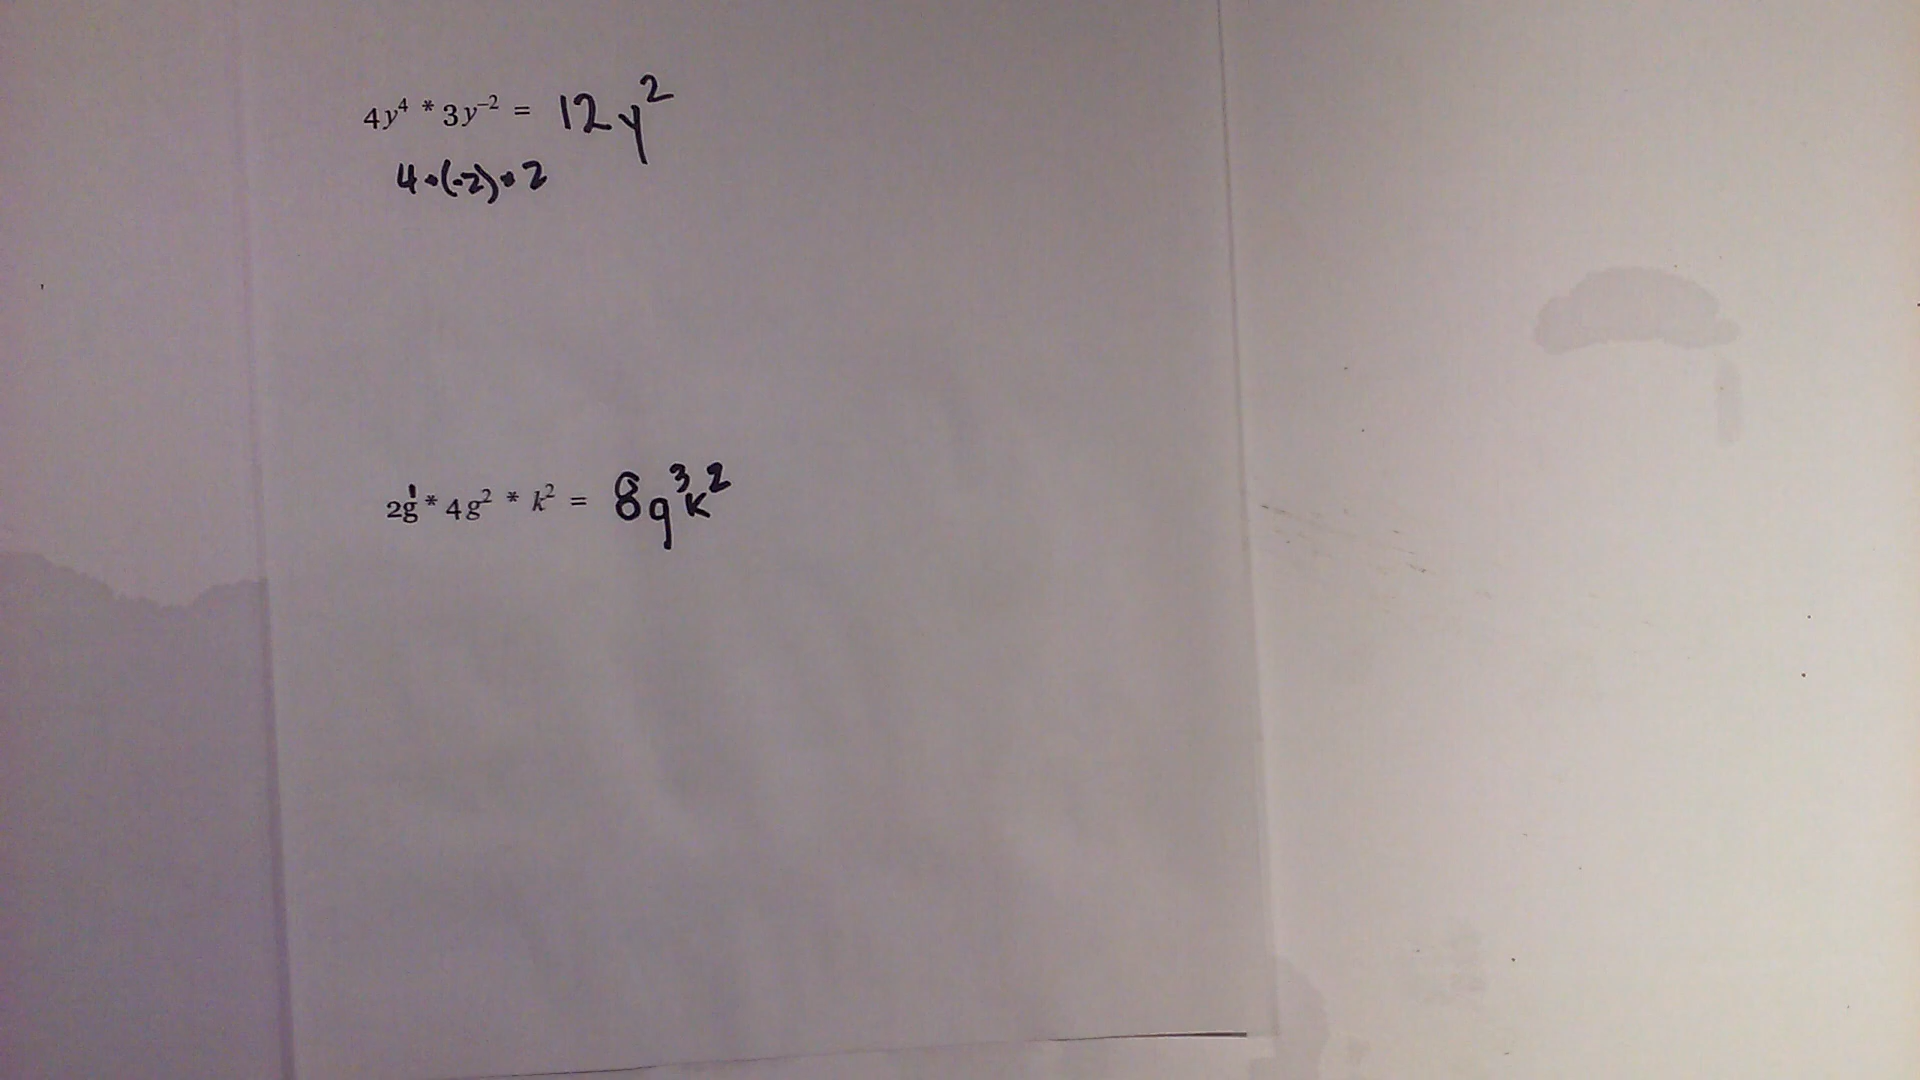 4y⁴ * 3y⁻² = 12y²
4+(-2)=2
2g¹ * 4g² * k² = 8g³k²